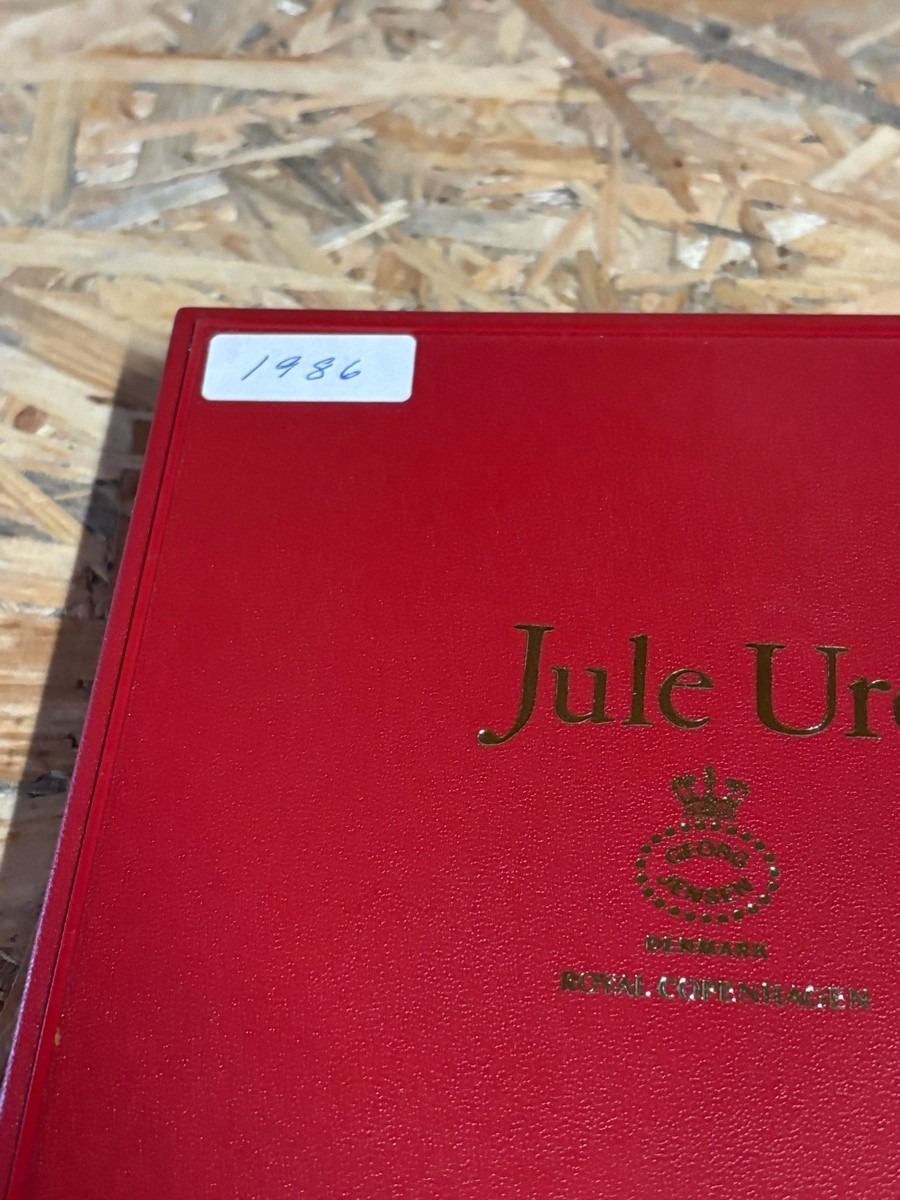 1986
Jule Ur
GEORG
JENSEN
DENMARK
ROYAL COPENHAGEN